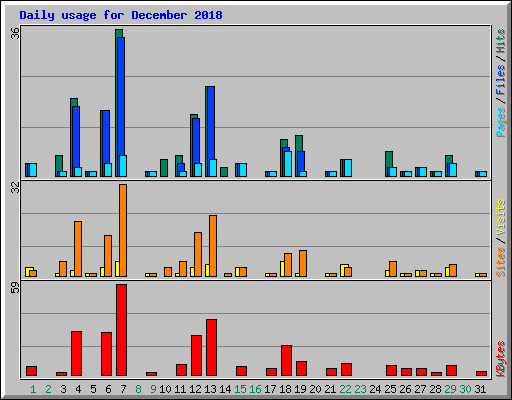 Daily usage for December 2018
36
Pages / Files / Hits
32
Sites / Visits
59
KBytes
1 2 3 4 5 6 7 8 9 10 11 12 13 14 15 16 17 18 19 20 21 22 23 24 25 26 27 28 29 30 31